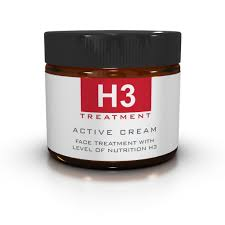 H3
TREATMENT
ACTIVE CREAM
FACE TREATMENT WITH
LEVEL OF NUTRITION H3